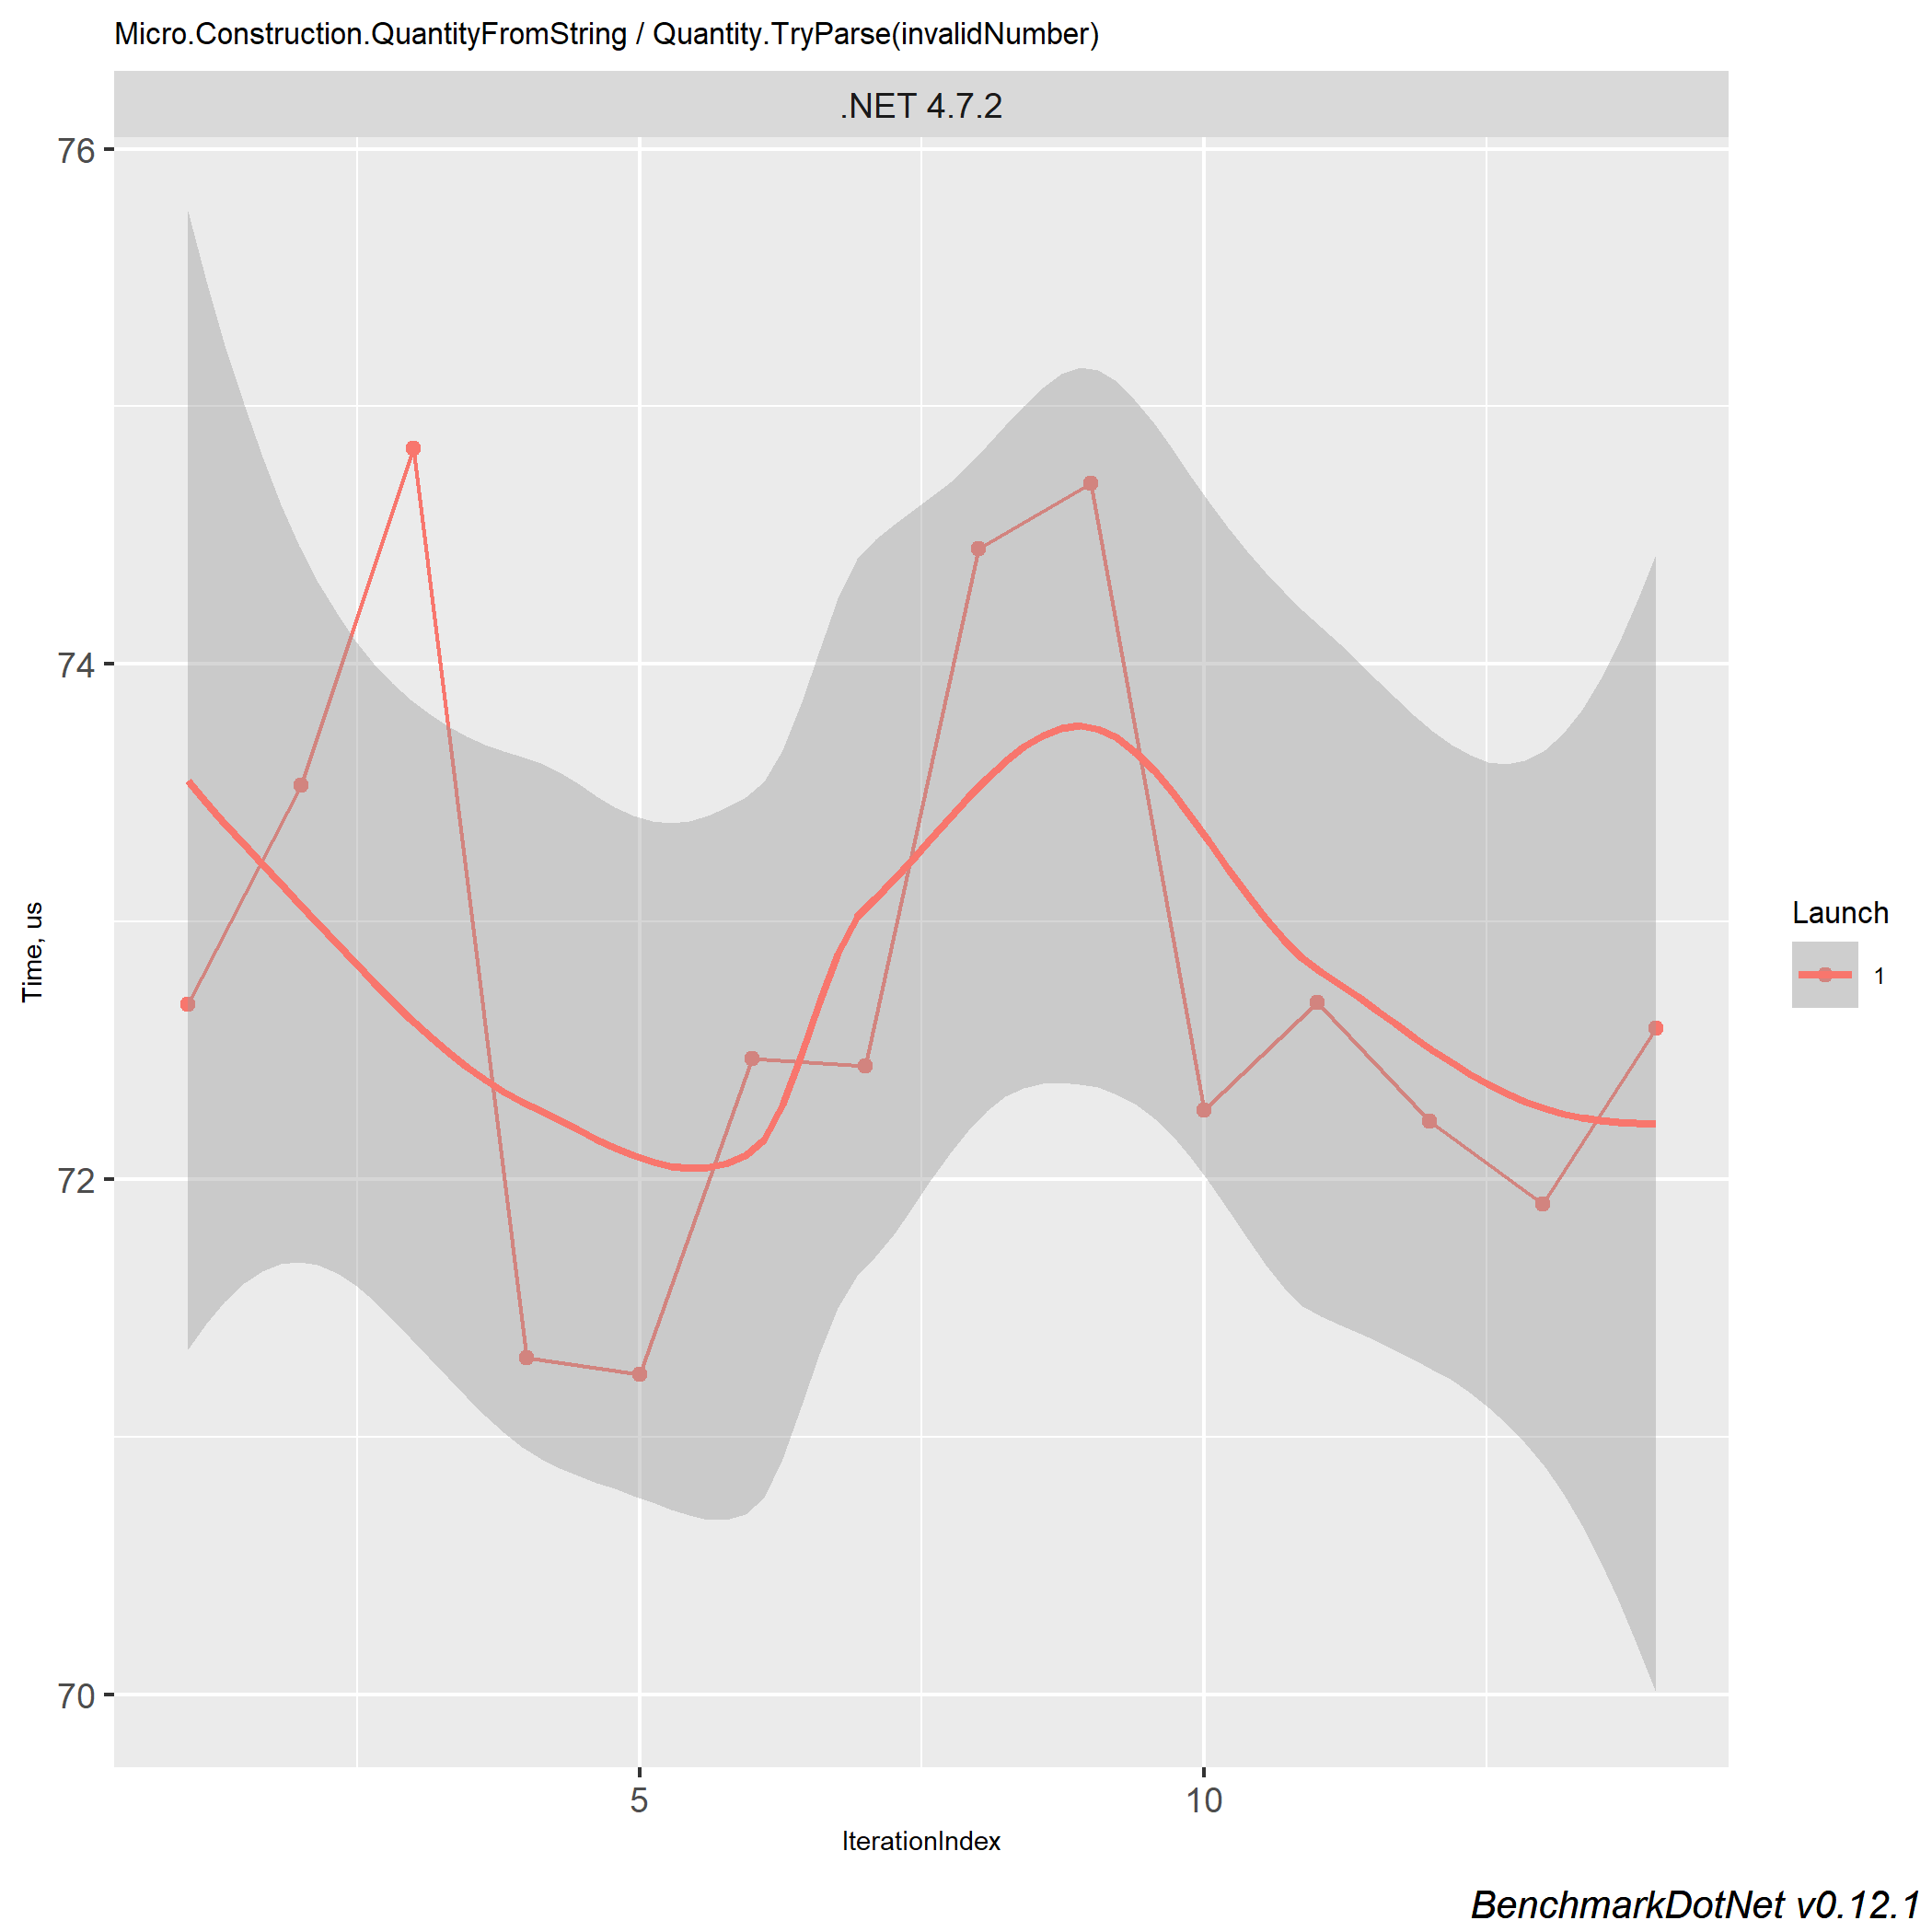 Micro.Construction.QuantityFromString / Quantity.TryParse(invalidNumber)
.NET 4.7.2
76
74
72
70
Time, us
5
10
IterationIndex
Launch
1
BenchmarkDotNet v0.12.1